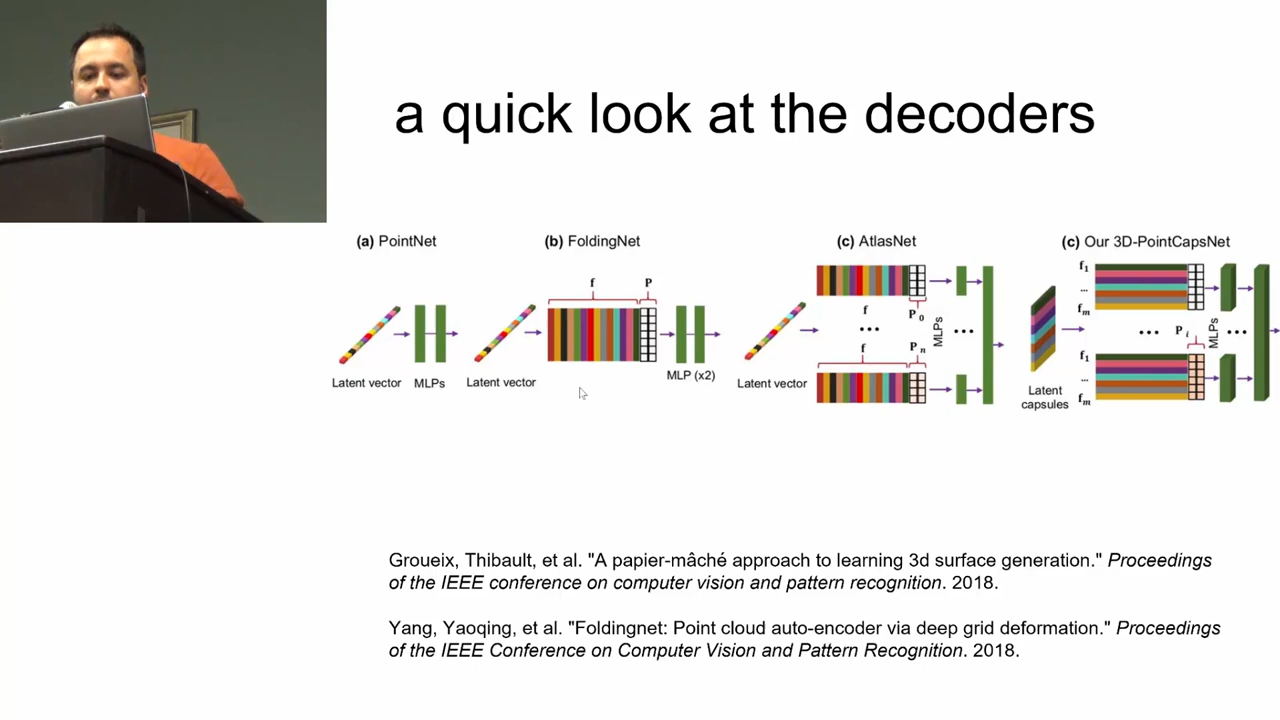 a quick look at the decoders
(a) PointNet
(b) FoldingNet
(c) AtlasNet
(c) Our 3D-PointCapsNet
Latent vector
MLPs
Latent vector
f
P
MLP (x2)
Latent vector
f
...
f
P0
Pn
MLPs
...
Latent
capsules
f1
...
fm
...
f1
...
fm
Pi
MLPs
...
Groueix, Thibault, et al. "A papier-mâché approach to learning 3d surface generation." Proceedings
of the IEEE conference on computer vision and pattern recognition. 2018.
Yang, Yaoqing, et al. "Foldingnet: Point cloud auto-encoder via deep grid deformation." Proceedings
of the IEEE Conference on Computer Vision and Pattern Recognition. 2018.